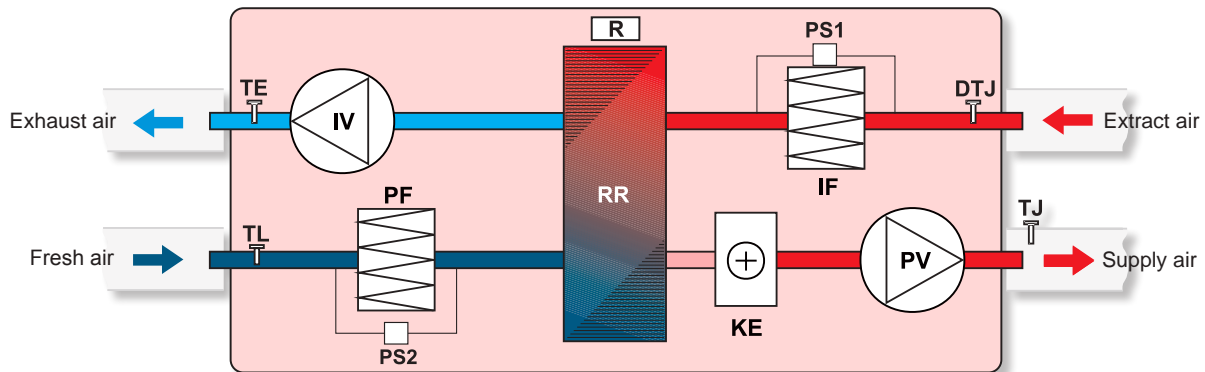 R
PS1
TE
DTJ
Exhaust air
IV
Extract air
IF
PF
RR
TJ
TL
Fresh air
PV
Supply air
KE
PS2